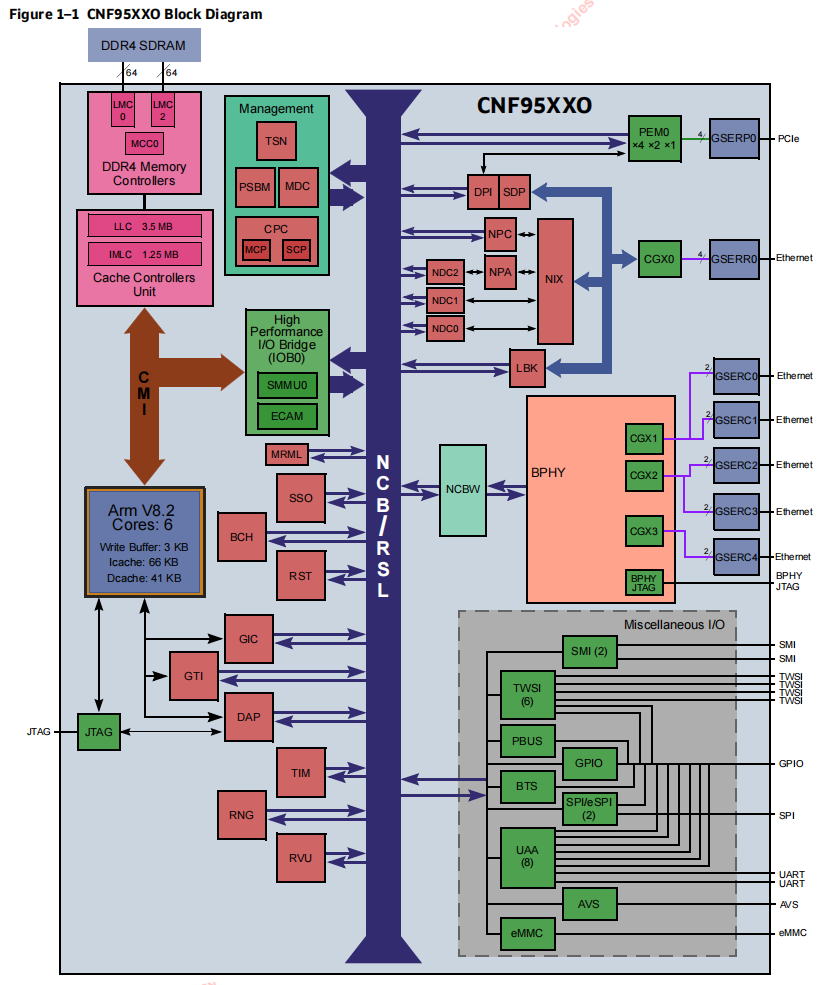 Figure 1–1 CNF95XXO Block Diagram
ologies
DDR4 SDRAM
64
64
LMC
0
LMC
2
MCC0
DDR4 Memory
Controllers
LLC 3.5 MB
IMLC 1.25 MB
Cache Controllers
Unit
Management
TSN
PSBM
MDC
CPC
MCP
SCP
High
Performance
I/O Bridge
(IOB0)
SMMU0
ECAM
C
M
I
CNF95XXO
PEM0
×4 ×2 ×1
4
GSERP0
PCIe
DPI
SDP
NPC
NDC2
NPA
NIX
NDC1
NDC0
CGX0
4
GSERR0
Ethernet
LBK
MRML
SSO
BCH
RST
N
C
B
/
R
S
L
NCBW
BPHY
CGX1
CGX2
CGX3
BPHY
JTAG
2
GSERC0
Ethernet
2
GSERC1
Ethernet
2
GSERC2
Ethernet
2
GSERC3
Ethernet
2
GSERC4
Ethernet
BPHY
JTAG
Arm V8.2
Cores: 6
Write Buffer: 3 KB
Icache: 66 KB
Dcache: 41 KB
GIC
GTI
DAP
JTAG
JTAG
TIM
RNG
RVU
Miscellaneous I/O
SMI (2)
SMI
SMI
TWSI
(6)
TWSI
TWSI
TWSI
TWSI
PBUS
GPIO
GPIO
BTS
SPI/eSPI
(2)
SPI
UAA
(8)
UART
UART
AVS
AVS
eMMC
eMMC